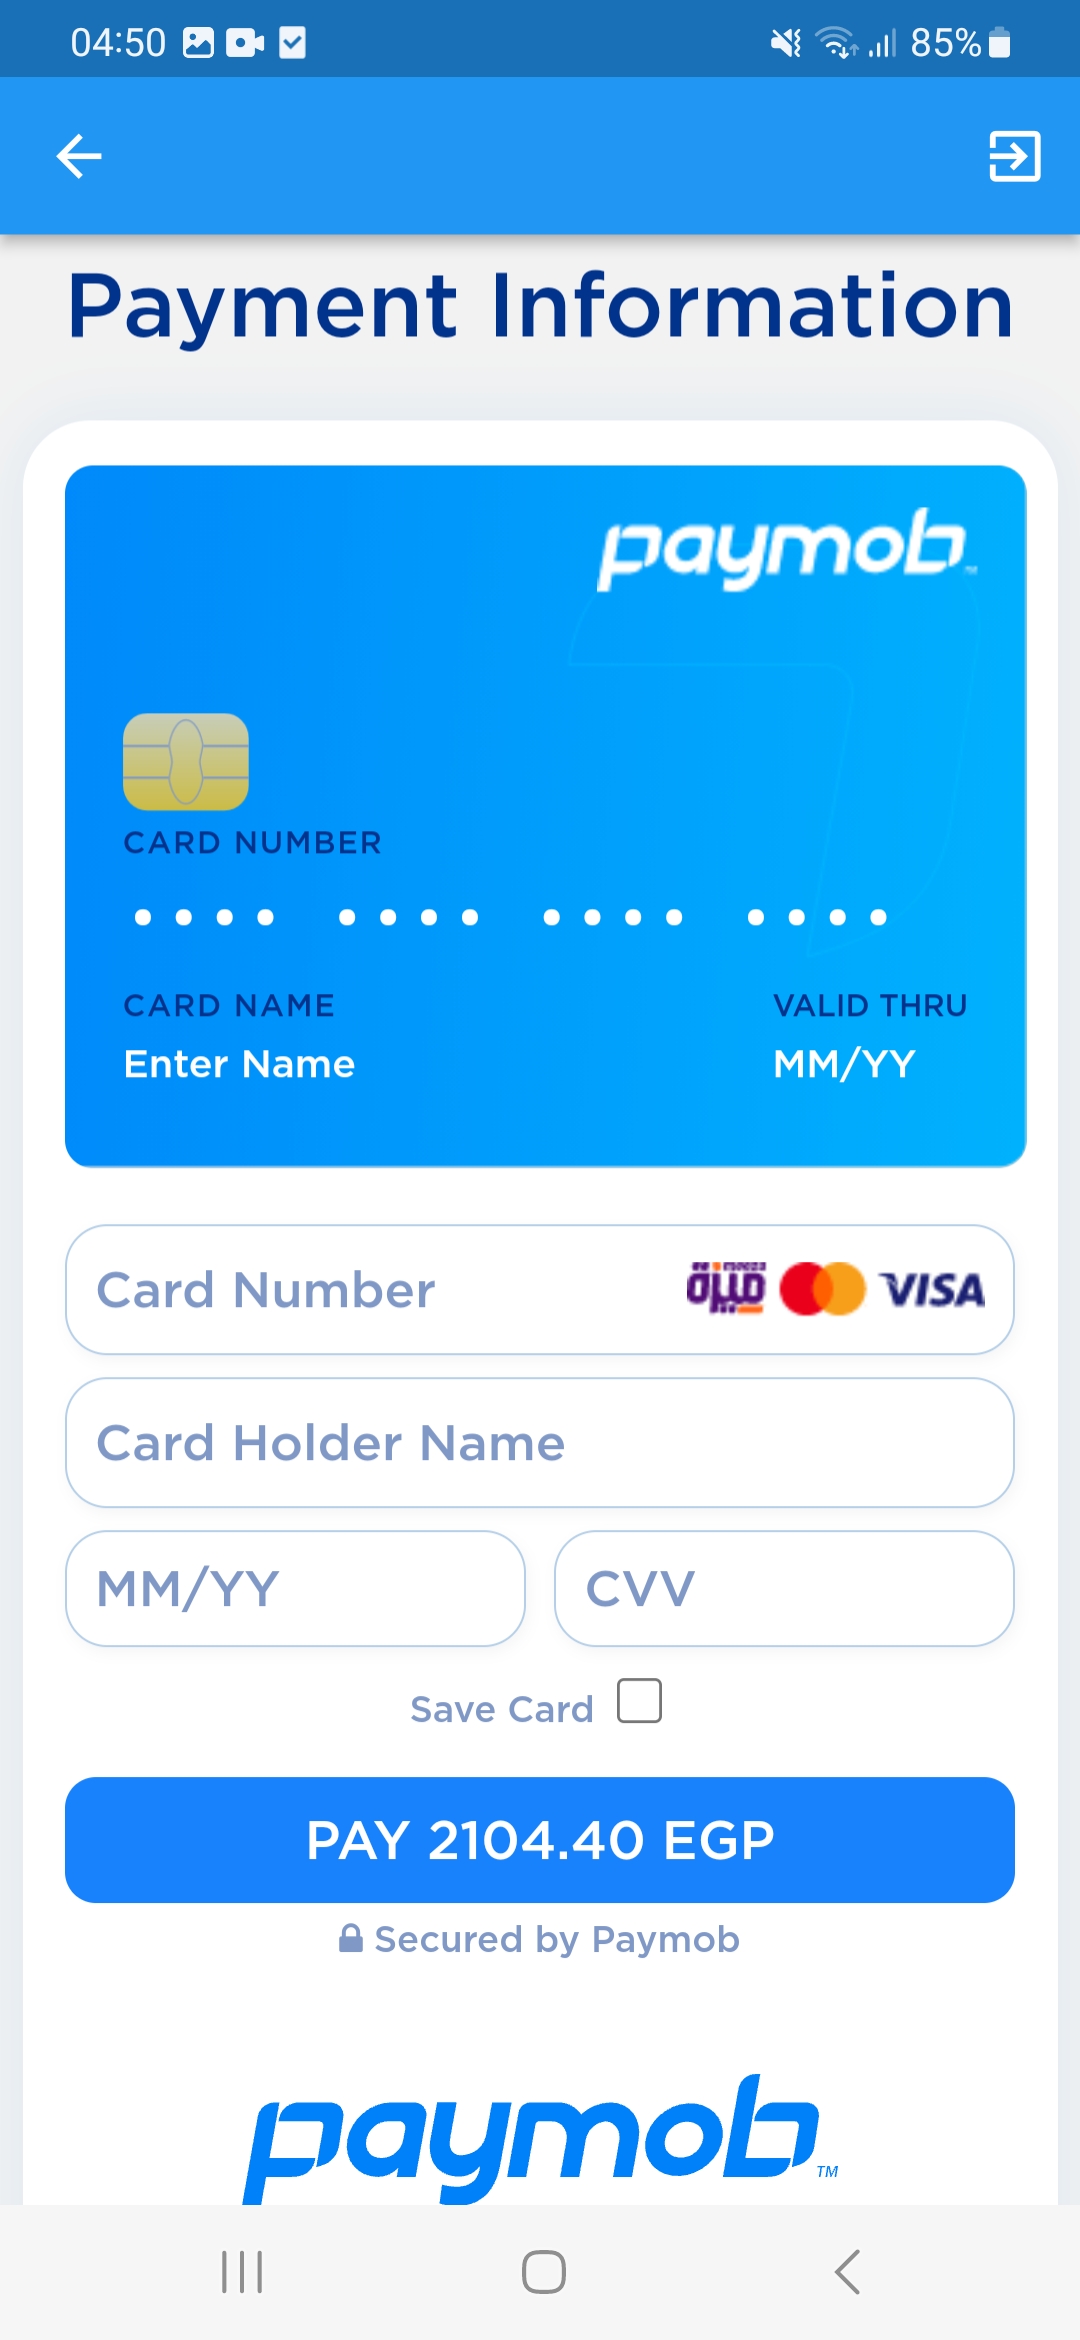 04:50 85%
Payment Information
paymob TM
CARD NUMBER
CARD NAME VALID THRU
Enter Name MM/YY
Card Number ميزة VISA
Card Holder Name
MM/YY CVV
Save Card
PAY 2104.40 EGP
Secured by Paymob
paymob TM